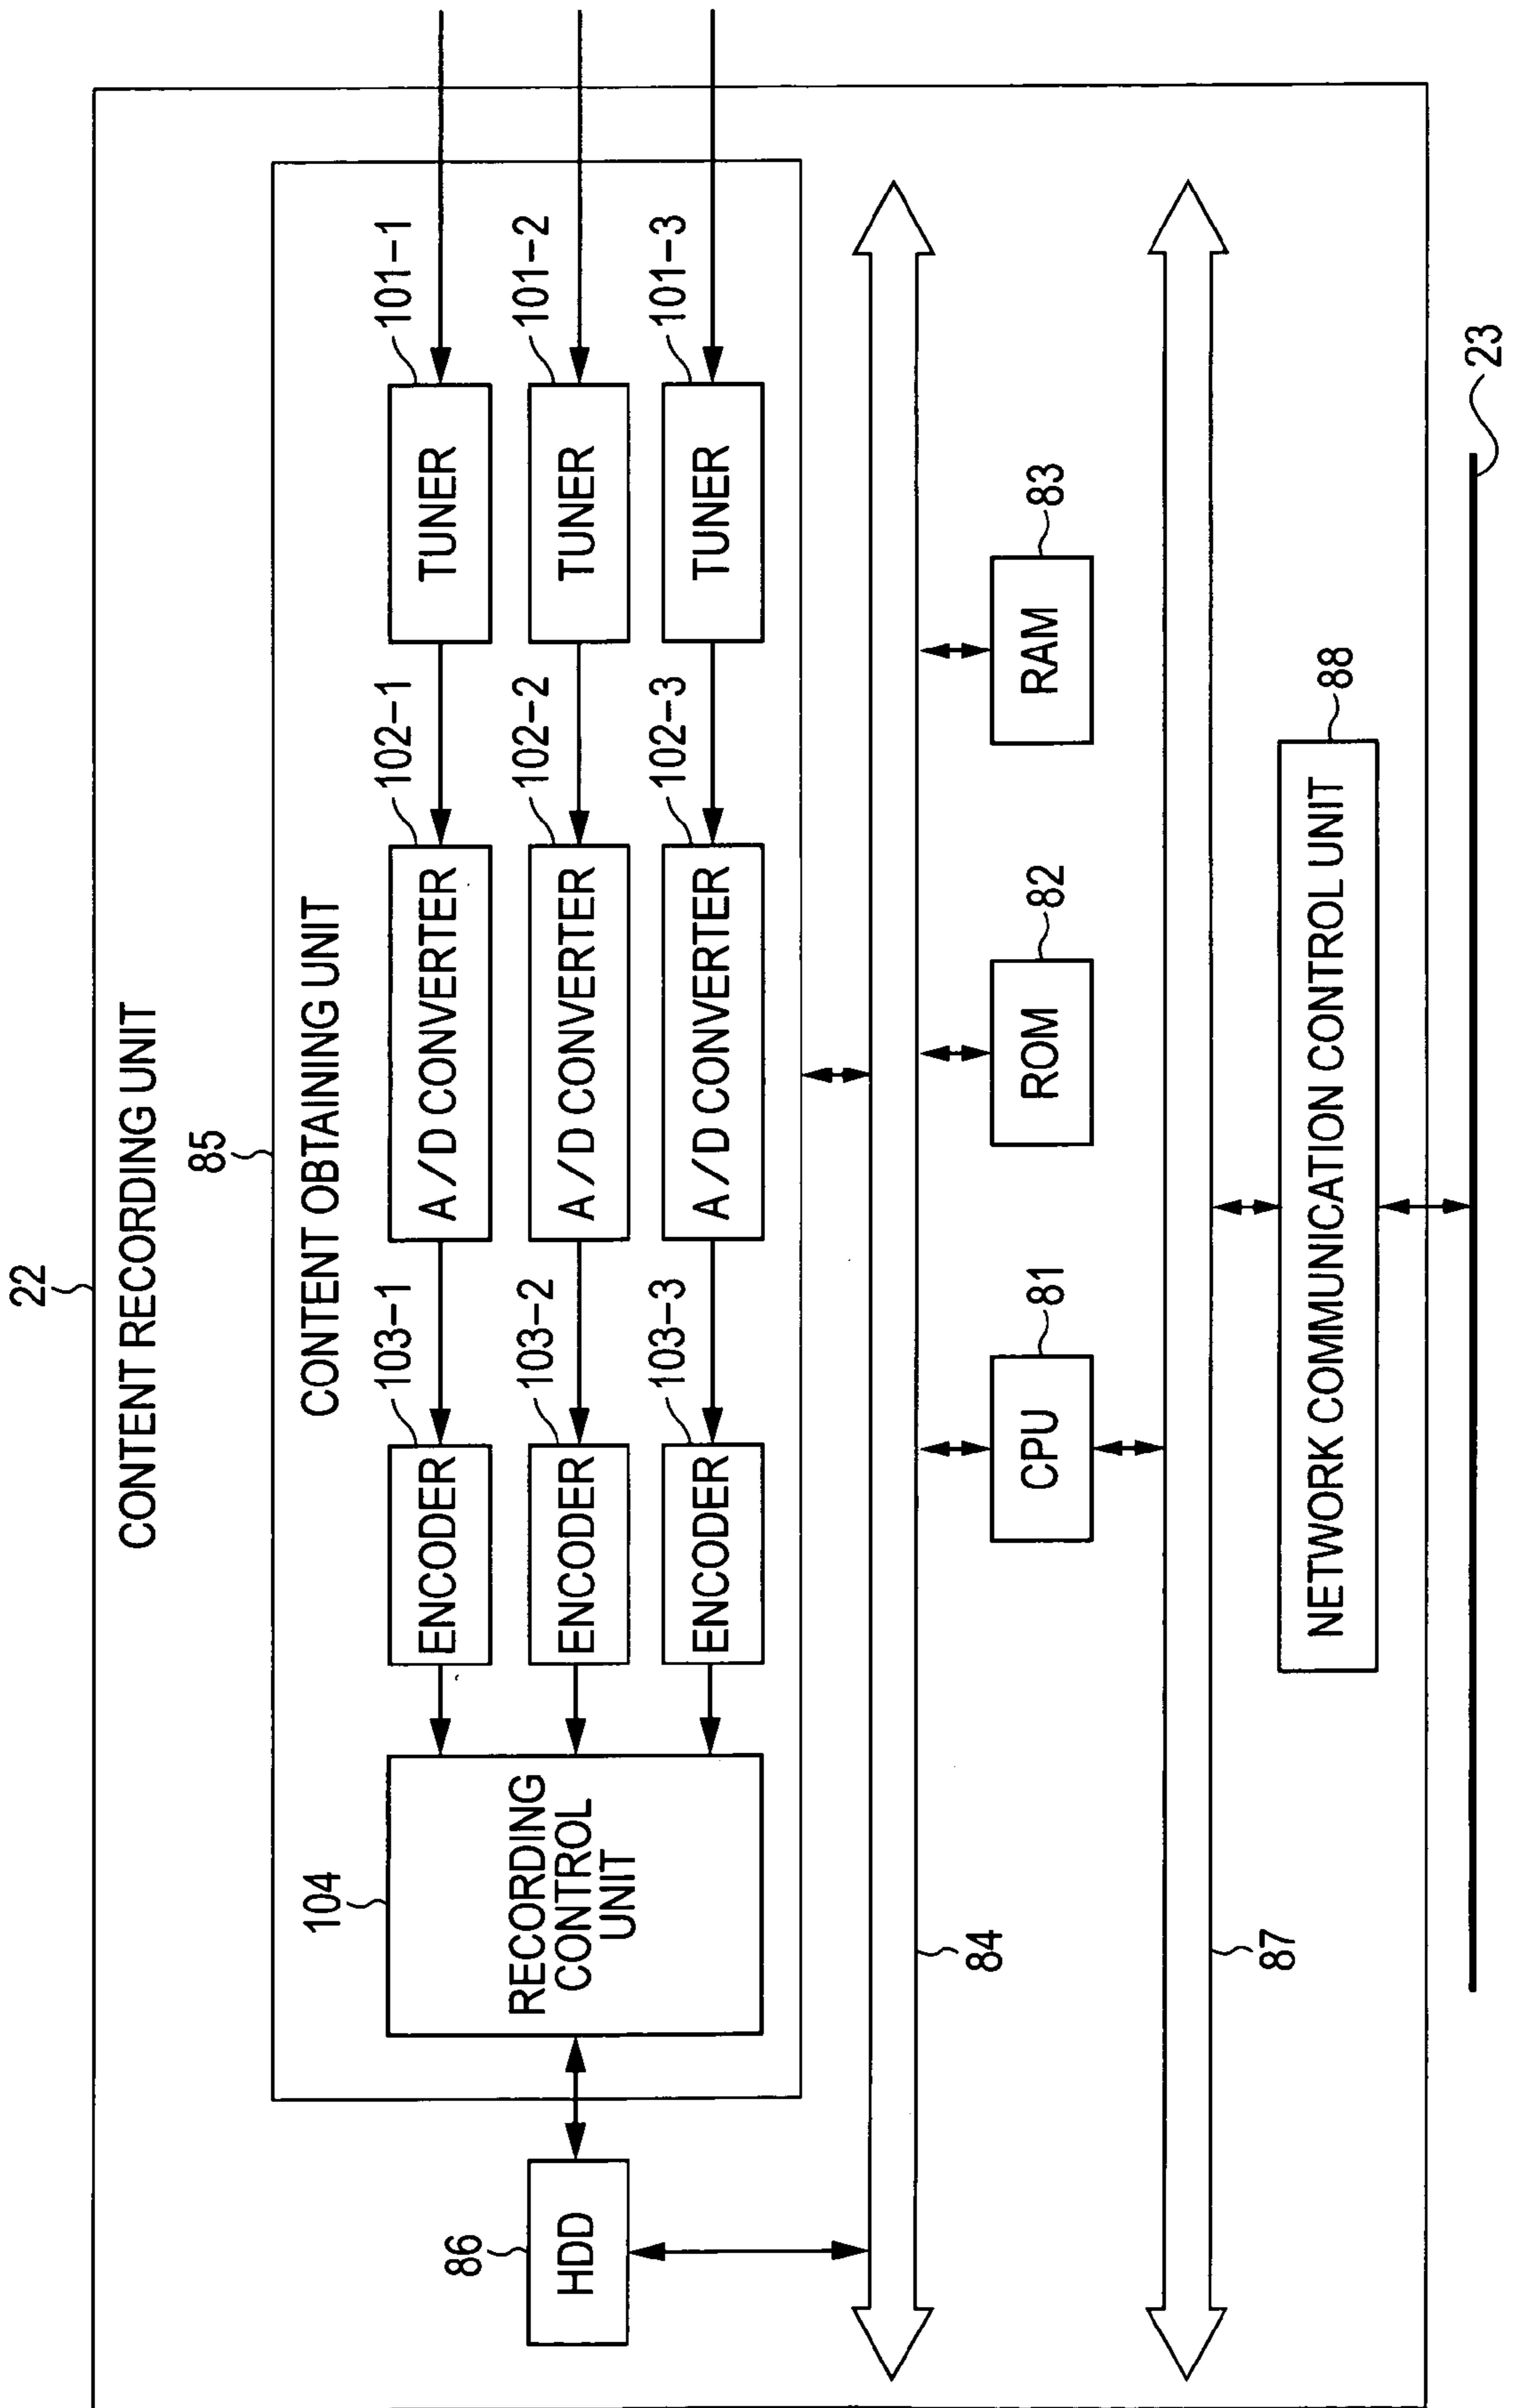 22
CONTENT RECORDING UNIT
85
CONTENT OBTAINING UNIT
104
103-1
102-1
101-1
RECORDING
CONTROL
UNIT
ENCODER
A/D CONVERTER
TUNER
86
HDD
103-2
102-2
101-2
ENCODER
A/D CONVERTER
TUNER
103-3
102-3
101-3
ENCODER
A/D CONVERTER
TUNER
84
81
82
83
CPU
ROM
RAM
87
88
NETWORK COMMUNICATION CONTROL UNIT
23